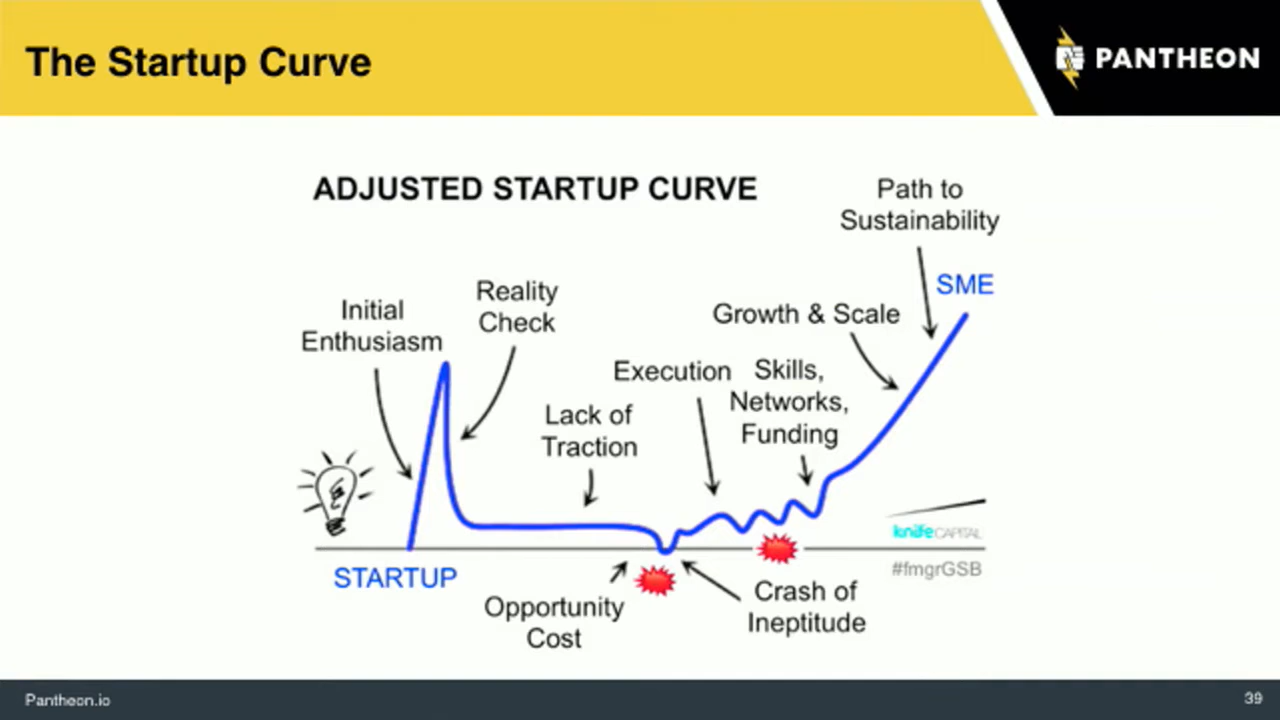 The Startup Curve
PANTHEON
ADJUSTED STARTUP CURVE
Path to
Sustainability
SME
Reality
Check
Initial
Enthusiasm
Growth & Scale
Execution
Skills,
Networks,
Funding
Lack of
Traction
knifeCAPITAL
#fmgrGSB
STARTUP
Opportunity
Cost
Crash of
Ineptitude
Pantheon.io
39